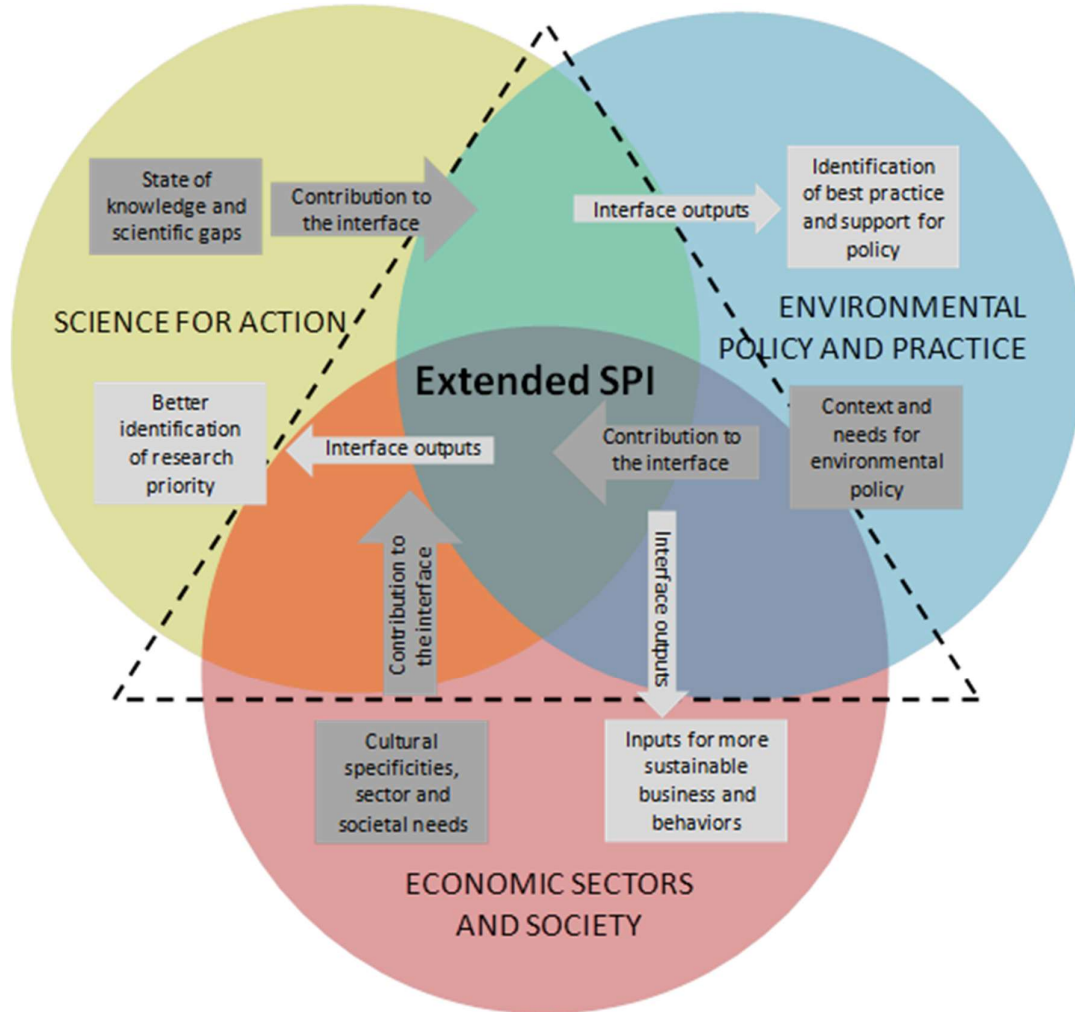 State of
knowledge and
scientific gaps
Contribution to
the interface
Interface outputs
Identification
of best practice
and support for
policy
SCIENCE FOR ACTION
ENVIRONMENTAL
POLICY AND PRACTICE
Extended SPI
Better
identification
of research
priority
Interface outputs
Contribution to
the interface
Context and
needs for
environmental
policy
Contribution to
the interface
Interface outputs
Cultural
specificities,
sector and
societal needs
Inputs for more
sustainable
business and
behaviors
ECONOMIC SECTORS
AND SOCIETY